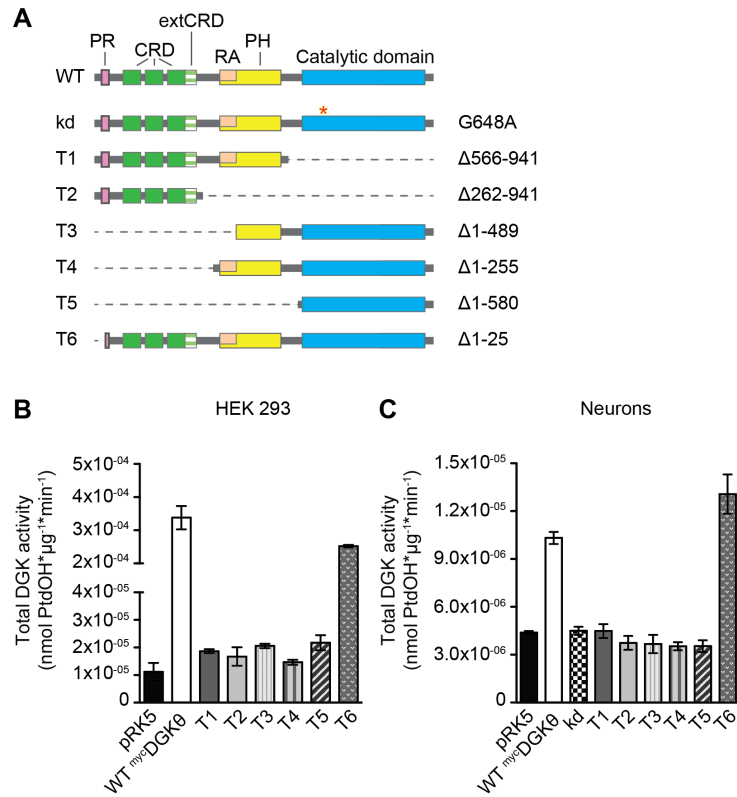 A
extCRD
PR
CRD
RA
PH
Catalytic domain
WT
*
kd
G648A
T1
Δ566-941
T2
Δ262-941
T3
Δ1-489
T4
Δ1-255
T5
Δ1-580
T6
Δ1-25
B
HEK 293
Total DGK activity
(nmol PtdOH*µg⁻¹*min⁻¹)
5x10⁻⁰⁴
4x10⁻⁰⁴
3x10⁻⁰⁴
2x10⁻⁰⁴
4x10⁻⁰⁵
3x10⁻⁰⁵
2x10⁻⁰⁵
1x10⁻⁰⁵
0
pRK5
WT ᵐʸᶜDGKθ
T1
T2
T3
T4
T5
T6
C
Neurons
Total DGK activity
(nmol PtdOH*µg⁻¹*min⁻¹)
1.5x10⁻⁰⁵
1.2x10⁻⁰⁵
9.0x10⁻⁰⁶
6.0x10⁻⁰⁶
3.0x10⁻⁰⁶
0
pRK5
WT ᵐʸᶜDGKθ
kd
T1
T2
T3
T4
T5
T6